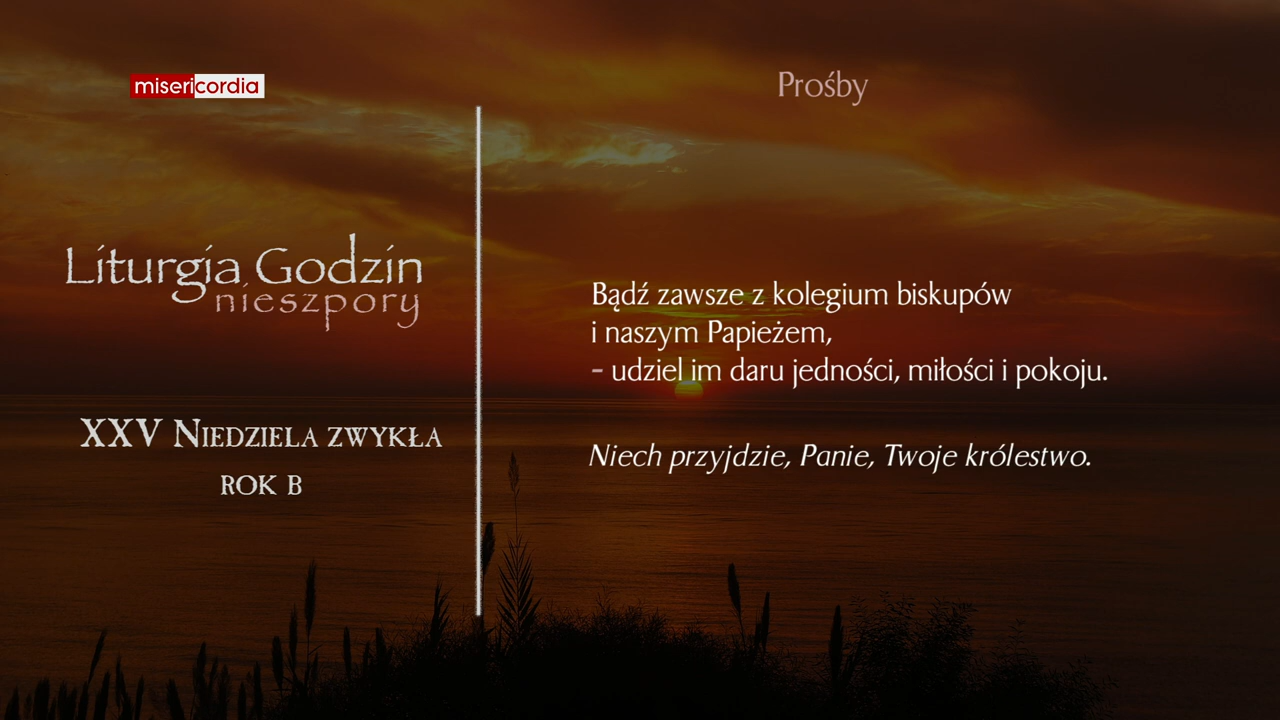 misericordia
Liturgia Godzin
nieszpory
XXV Niedziela zwykła
rok B
Prośby
Bądź zawsze z kolegium biskupów
i naszym Papieżem,
- udziel im daru jedności, miłości i pokoju.
Niech przyjdzie, Panie, Twoje królestwo.